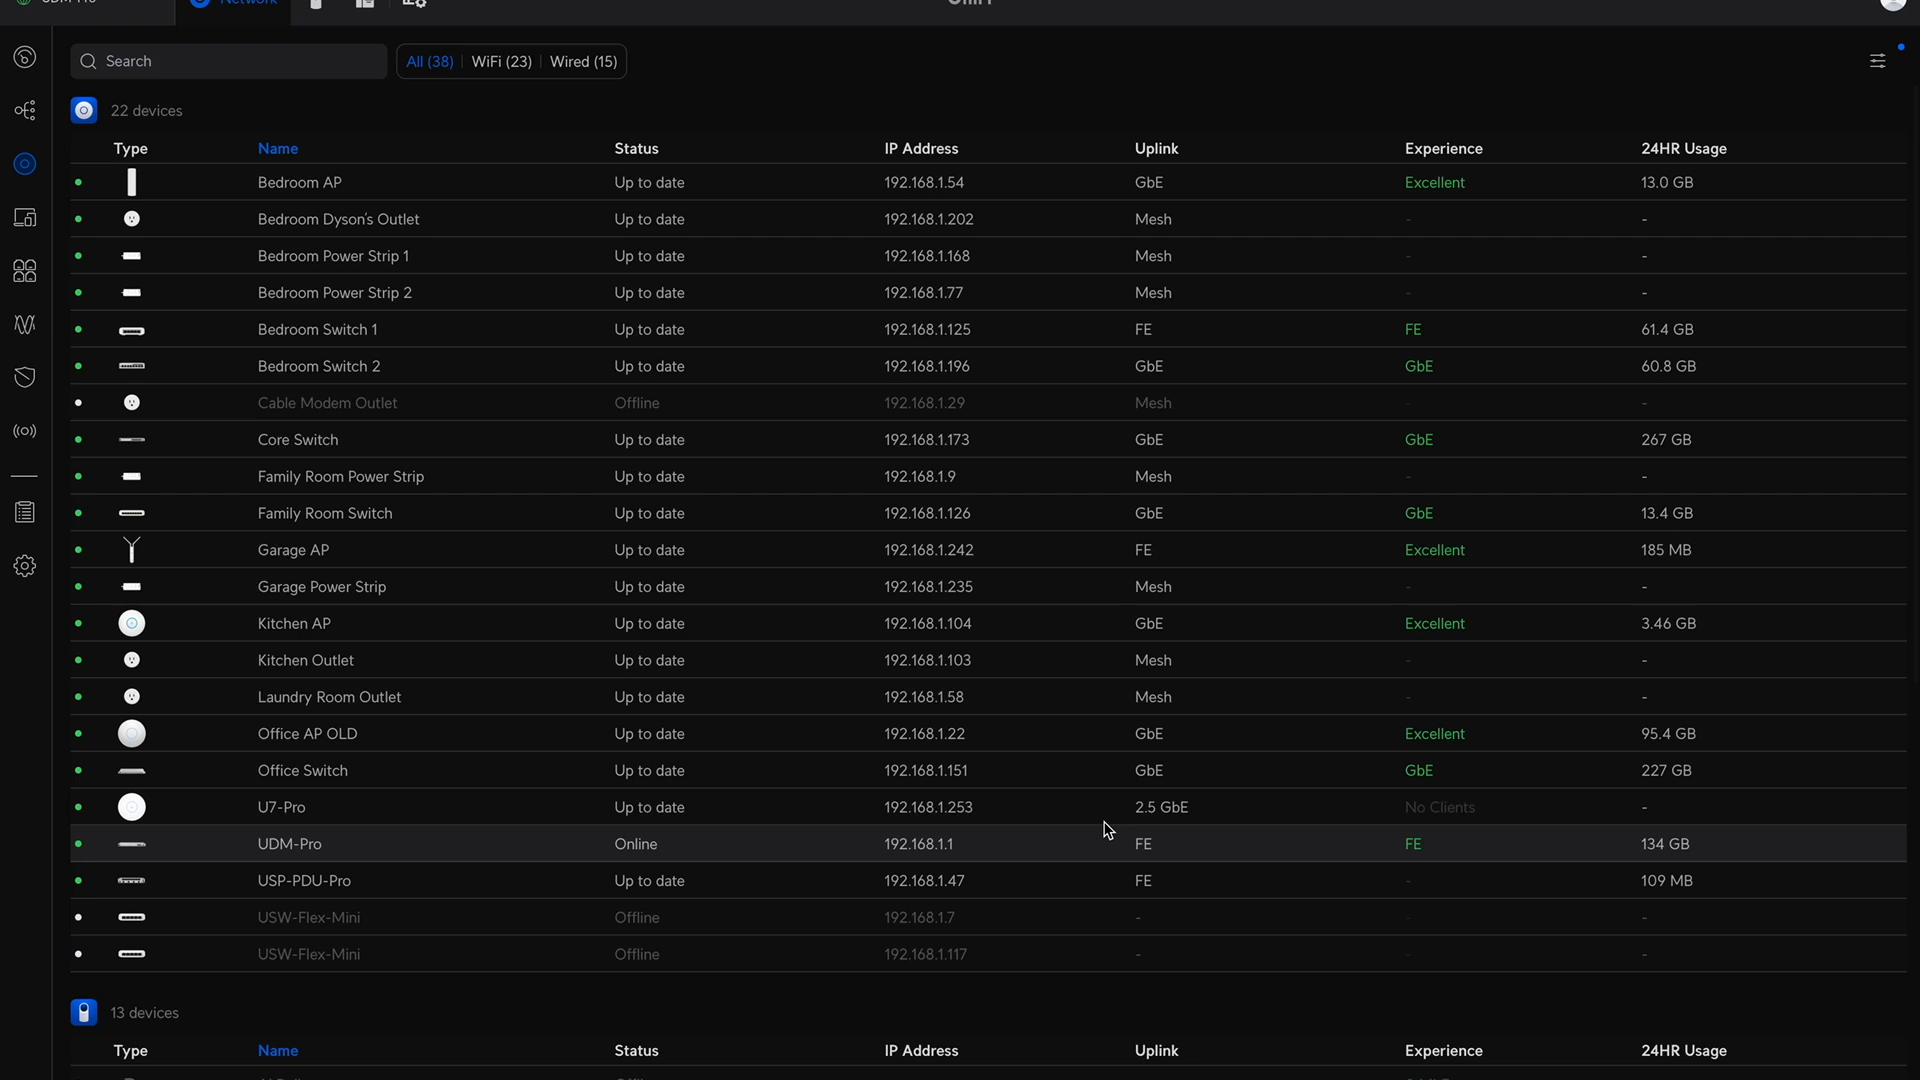 Network
Search
All (38) WiFi (23) Wired (15)
22 devices
Type Name Status IP Address Uplink Experience 24HR Usage
Bedroom AP Up to date 192.168.1.54 GbE Excellent 13.0 GB
Bedroom Dyson's Outlet Up to date 192.168.1.202 Mesh - -
Bedroom Power Strip 1 Up to date 192.168.1.168 Mesh - -
Bedroom Power Strip 2 Up to date 192.168.1.77 Mesh - -
Bedroom Switch 1 Up to date 192.168.1.125 FE FE 61.4 GB
Bedroom Switch 2 Up to date 192.168.1.196 GbE GbE 60.8 GB
Cable Modem Outlet Offline 192.168.1.29 Mesh - -
Core Switch Up to date 192.168.1.173 GbE GbE 267 GB
Family Room Power Strip Up to date 192.168.1.9 Mesh - -
Family Room Switch Up to date 192.168.1.126 GbE GbE 13.4 GB
Garage AP Up to date 192.168.1.242 FE Excellent 185 MB
Garage Power Strip Up to date 192.168.1.235 Mesh - -
Kitchen AP Up to date 192.168.1.104 GbE Excellent 3.46 GB
Kitchen Outlet Up to date 192.168.1.103 Mesh - -
Laundry Room Outlet Up to date 192.168.1.58 Mesh - -
Office AP OLD Up to date 192.168.1.22 GbE Excellent 95.4 GB
Office Switch Up to date 192.168.1.151 GbE GbE 227 GB
U7-Pro Up to date 192.168.1.253 2.5 GbE No Clients -
UDM-Pro Online 192.168.1.1 FE FE 134 GB
USP-PDU-Pro Up to date 192.168.1.47 FE - 109 MB
USW-Flex-Mini Offline 192.168.1.7 - - -
USW-Flex-Mini Offline 192.168.1.117 - - -
13 devices
Type Name Status IP Address Uplink Experience 24HR Usage